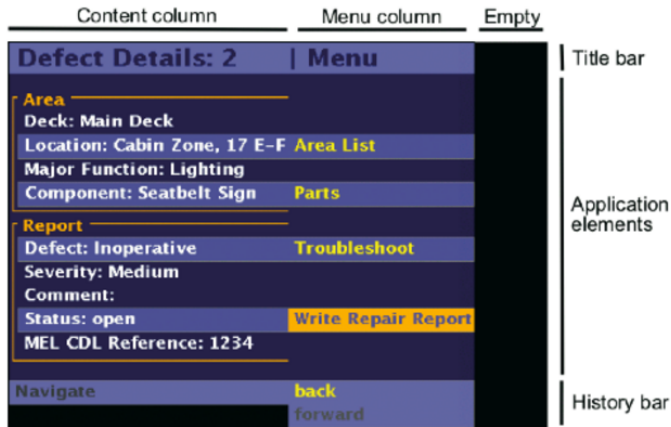 Content column Menu column Empty
Defect Details: 2 | Menu Title bar
Area
Deck: Main Deck
Location: Cabin Zone, 17 E-F Area List
Major Function: Lighting
Component: Seatbelt Sign Parts
Application
elements
Report
Defect: Inoperative Troubleshoot
Severity: Medium
Comment:
Status: open Write Repair Report
MEL CDL Reference: 1234
Navigate back History bar
forward